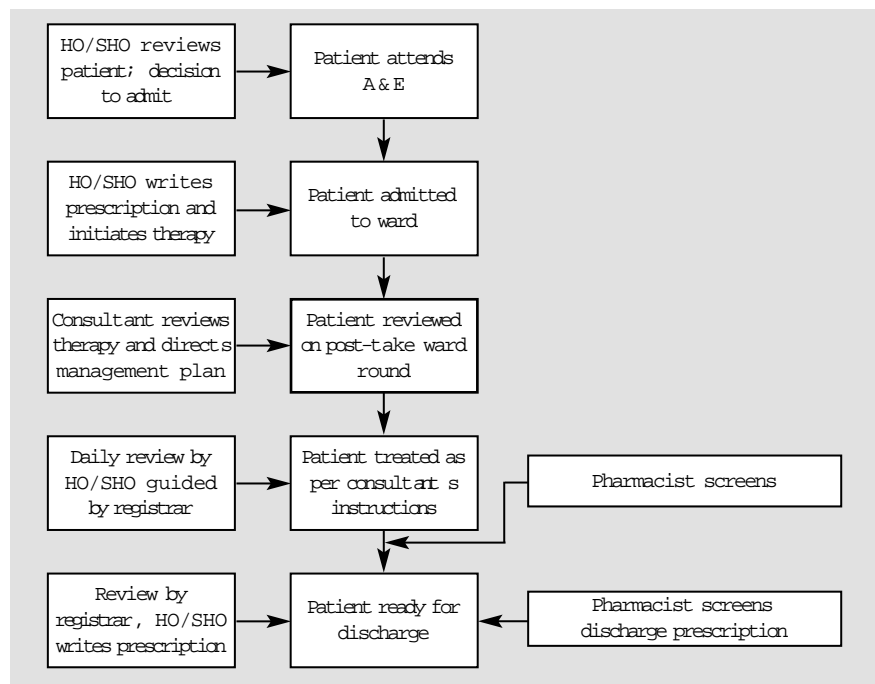 HO/SHO reviews
patient; decision
to admit
Patient attends
A & E
HO/SHO writes
prescription and
initiates therapy
Patient admitted
to ward
Consultant reviews
therapy and directs
management plan
Patient reviewed
on post-take ward
round
Daily review by
HO/SHO guided
by registrar
Patient treated as
per consultant s
instructions
Pharmacist screens
Review by
registrar, HO/SHO
writes prescription
Patient ready for
discharge
Pharmacist screens
discharge prescription